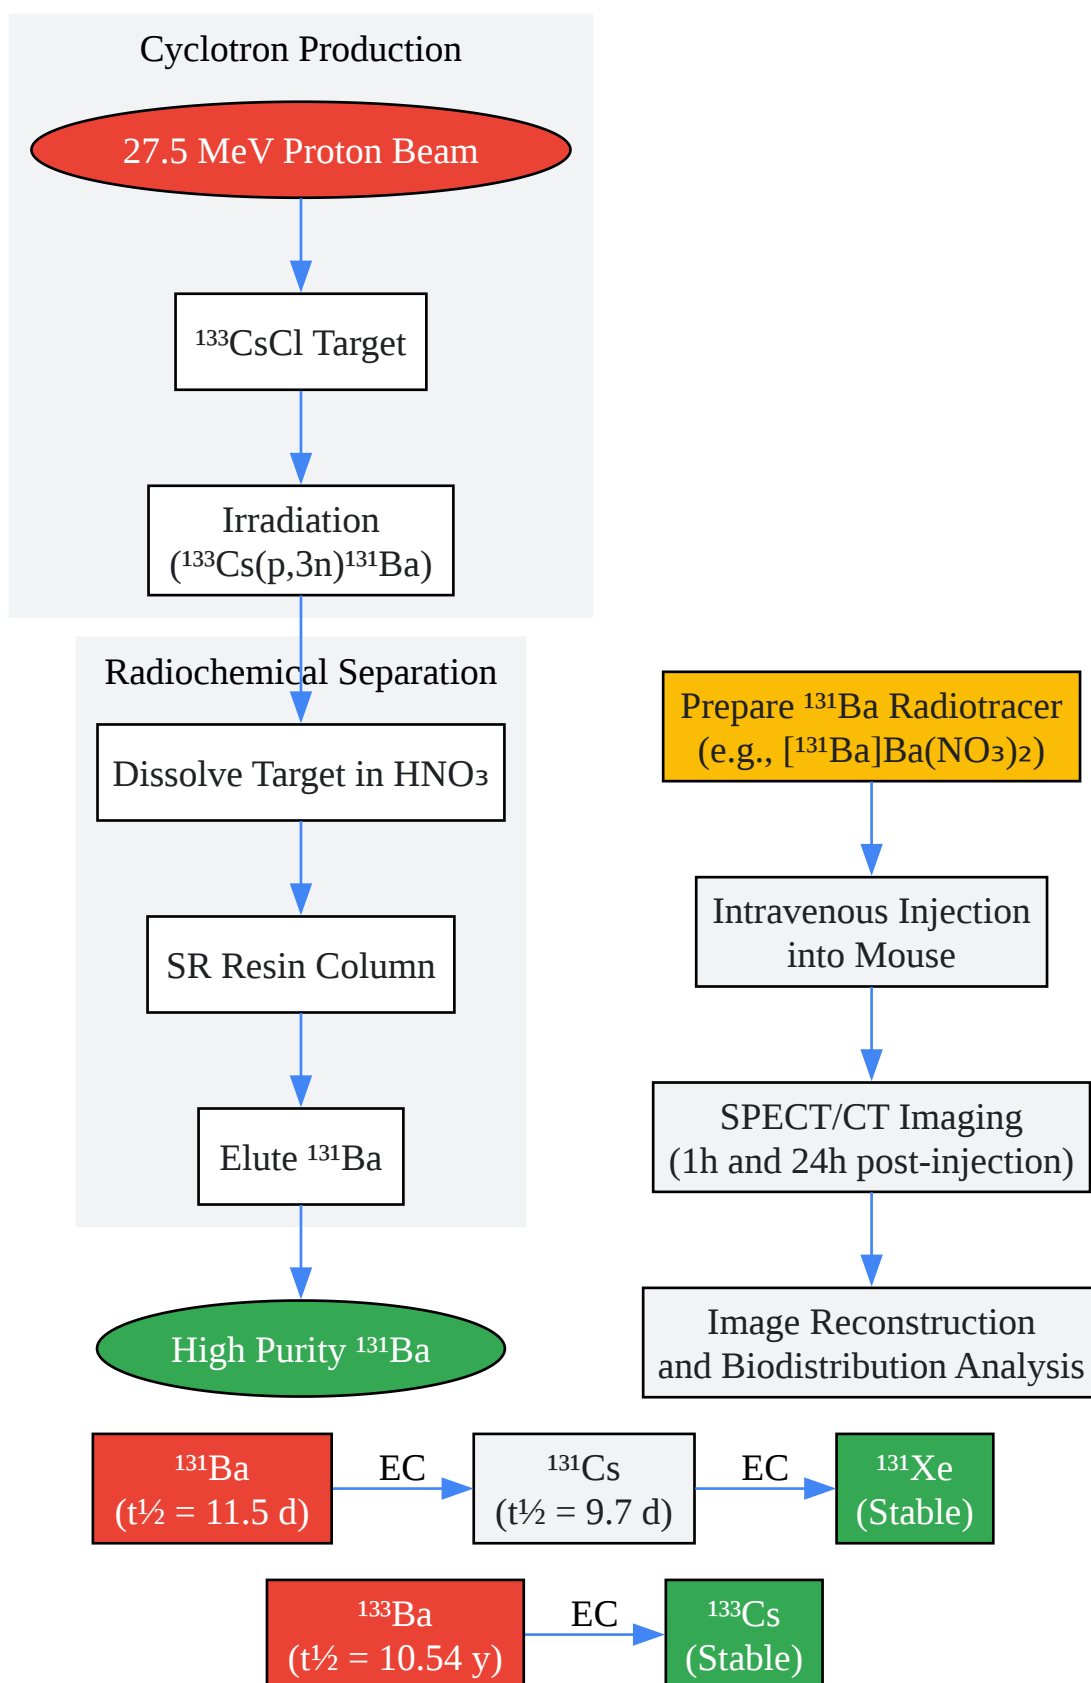 Cyclotron Production
27.5 MeV Proton Beam
¹³³CsCl Target
Irradiation
(¹³³Cs(p,3n)¹³¹Ba)
Radiochemical Separation
Dissolve Target in HNO₃
SR Resin Column
Elute ¹³¹Ba
High Purity ¹³¹Ba
Prepare ¹³¹Ba Radiotracer
(e.g., [¹³¹Ba]Ba(NO₃)₂)
Intravenous Injection
into Mouse
SPECT/CT Imaging
(1h and 24h post-injection)
Image Reconstruction
and Biodistribution Analysis
¹³¹Ba
(t½ = 11.5 d)
EC
¹³¹Cs
(t½ = 9.7 d)
EC
¹³¹Xe
(Stable)
¹³³Ba
(t½ = 10.54 y)
EC
¹³³Cs
(Stable)